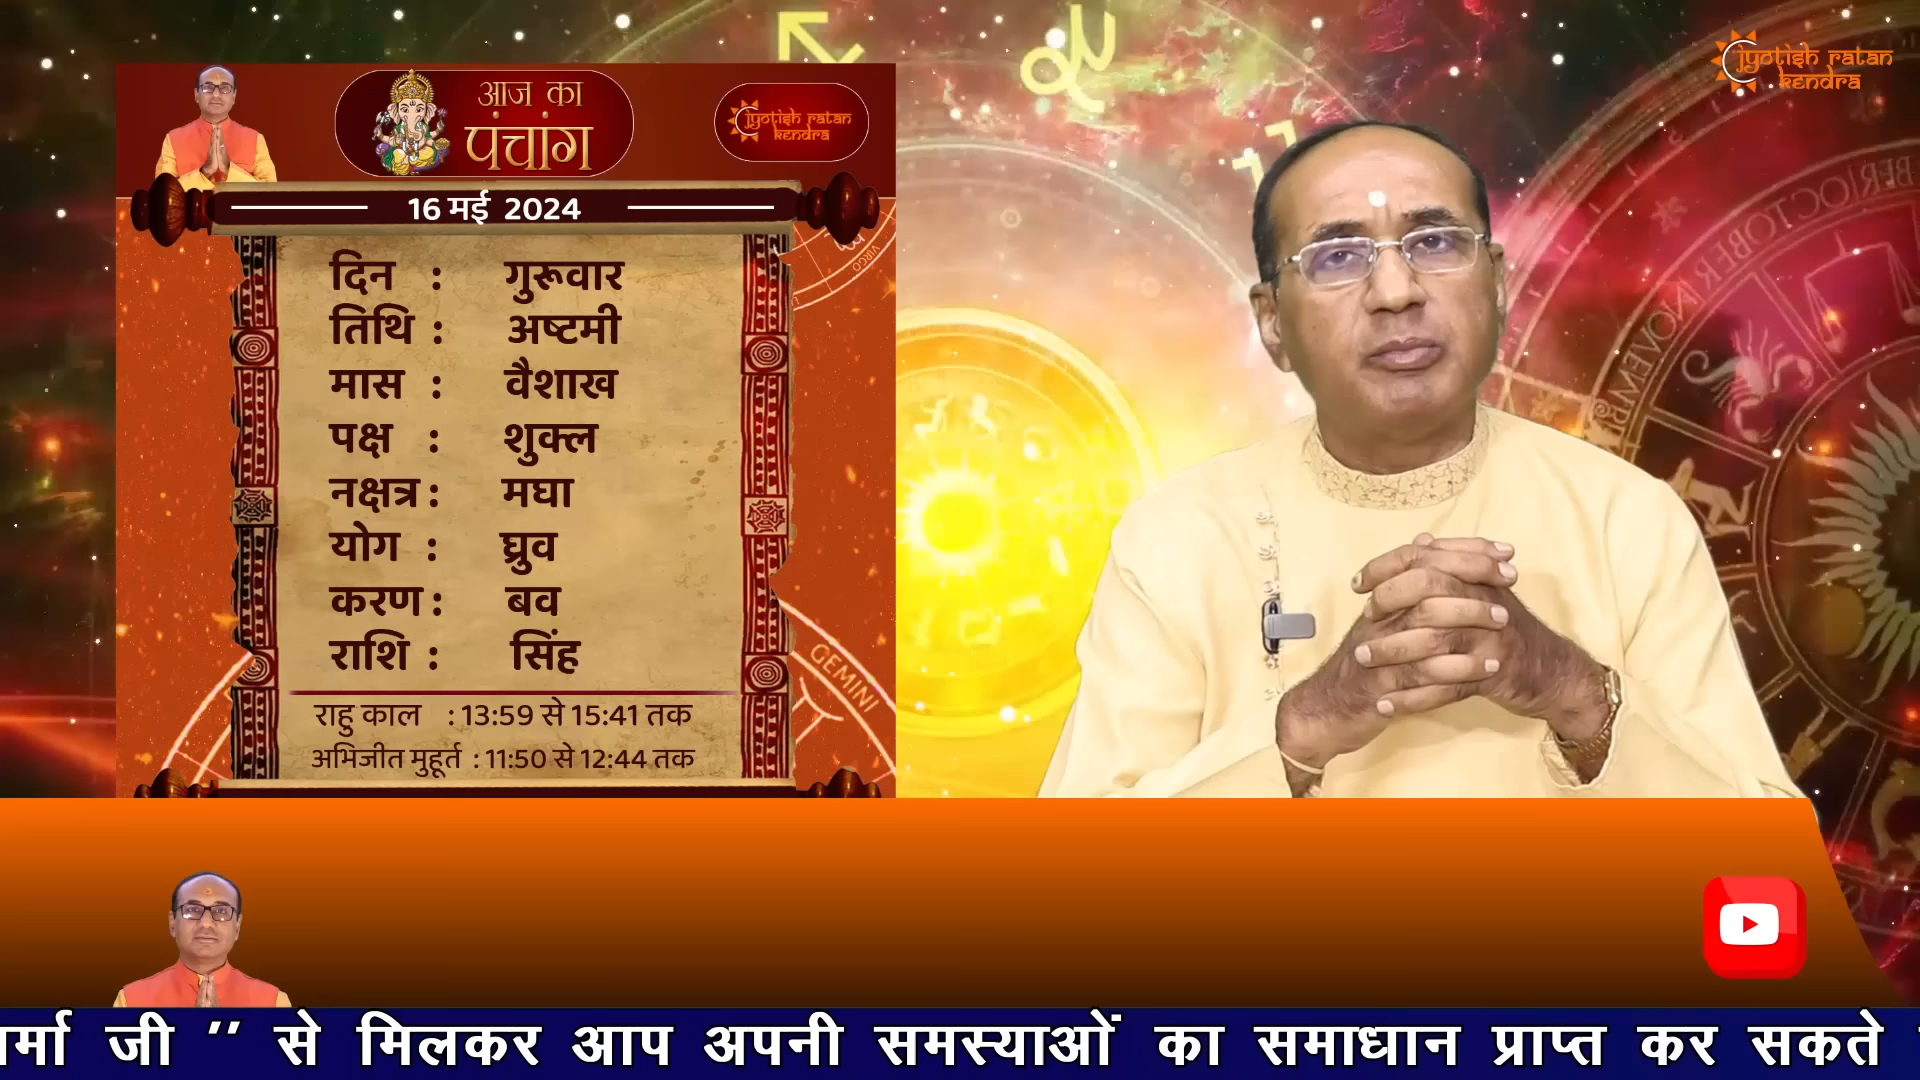 आज का
पंचांग
jyotish ratan
kendra
16 मई 2024
दिन : गुरूवार
तिथि : अष्टमी
मास : वैशाख
पक्ष : शुक्ल
नक्षत्र : मघा
योग : घ्रुव
करण : बव
राशि : सिंह
राहु काल : 13:59 से 15:41 तक
अभिजीत मुहूर्त : 11:50 से 12:44 तक
VIRGO
GEMINI
jyotish ratan
kendra
जी ’’ से मिलकर आप अपनी समस्याओं का समाधान प्राप्त कर सकते